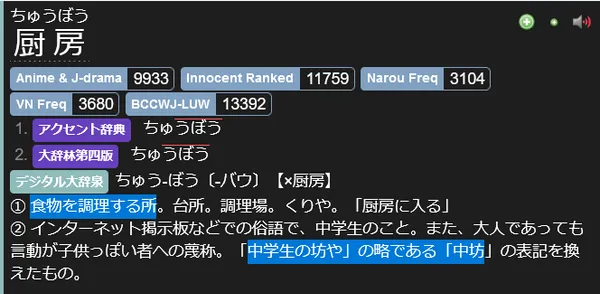 ちゅうぼう
厨房
Anime & J-drama 9933 Innocent Ranked 11759 Narou Freq 3104
VN Freq 3680 BCCWJ-LUW 13392
1. アクセント辞典 ちゅうぼう
2. 大辞林第四版 ちゅうぼう
デジタル大辞泉 ちゅう‐ぼう〔‐バウ〕【×厨房】
① 食物を調理する所。台所。調理場。くりや。「厨房に入る」
② インターネット掲示板などでの俗語で、中学生のこと。また、大人であっても
言動が子供っぽい者への蔑称。「中学生の坊や」の略である「中坊」の表記を換
えたもの。